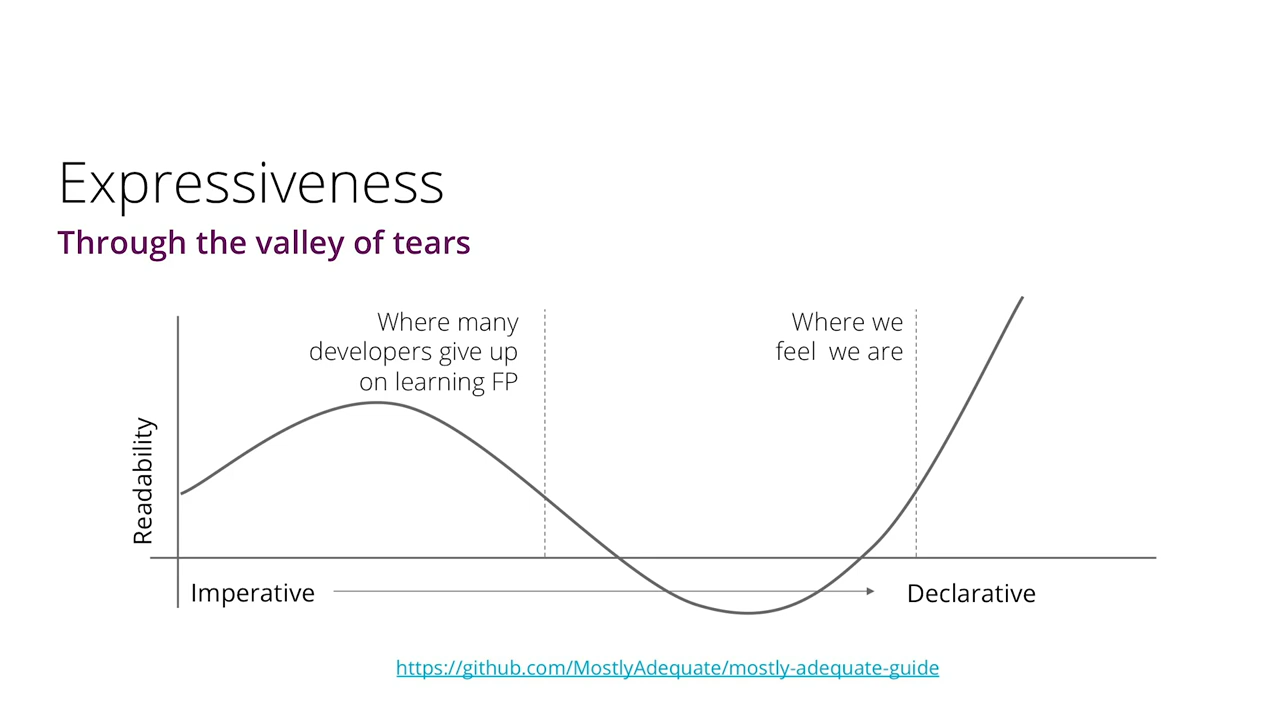 Expressiveness
Through the valley of tears
Where many
developers give up
on learning FP
Where we
feel we are
Readability
Imperative
Declarative
https://github.com/MostlyAdequate/mostly-adequate-guide